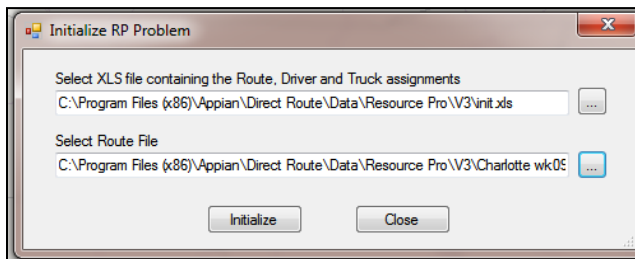 Initialize RP Problem
Select XLS file containing the Route, Driver and Truck assignments
C:\Program Files (x86)\Appian\Direct Route\Data\Resource Pro\V3\init.xls
...
Select Route File
C:\Program Files (x86)\Appian\Direct Route\Data\Resource Pro\V3\Charlotte wk09
...
Initialize Close